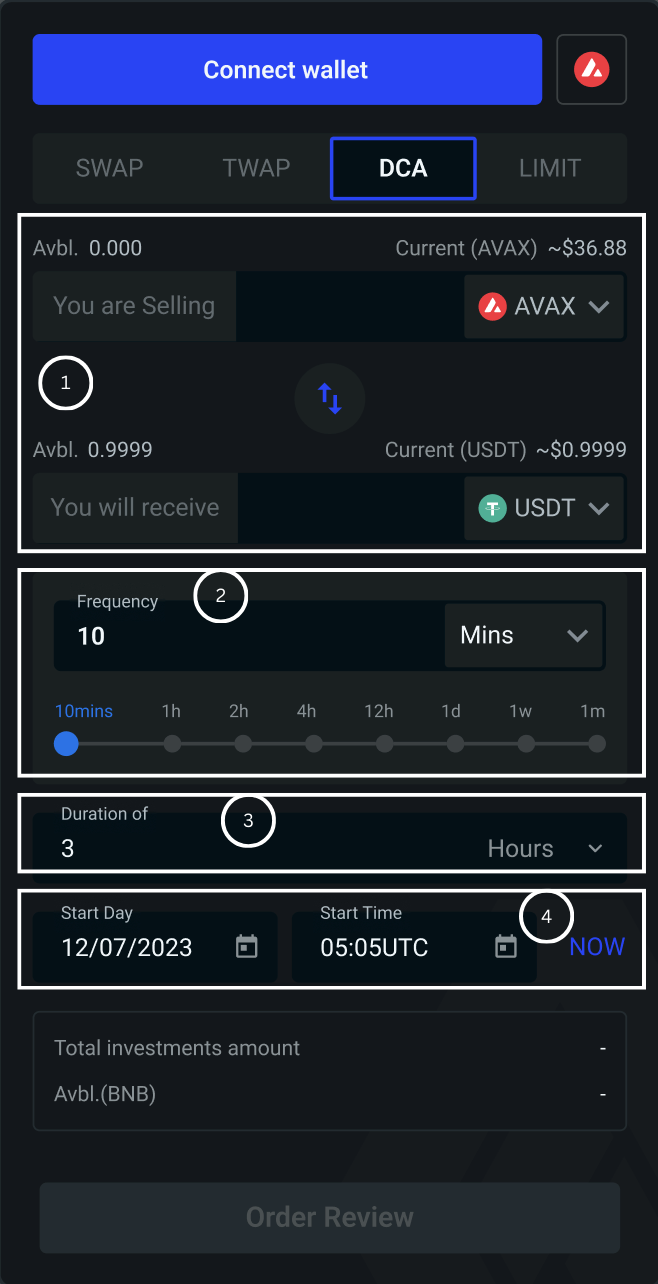 Connect wallet
SWAP TWAP DCA LIMIT
Avbl. 0.000 Current (AVAX) ~$36.88
You are Selling AVAX
1
Avbl. 0.9999 Current (USDT) ~$0.9999
You will receive USDT
Frequency 2
10 Mins
10mins 1h 2h 4h 12h 1d 1w 1m
Duration of 3
3 Hours
Start Day Start Time 4
12/07/2023 05:05UTC NOW
Total investments amount -
Avbl.(BNB) -
Order Review